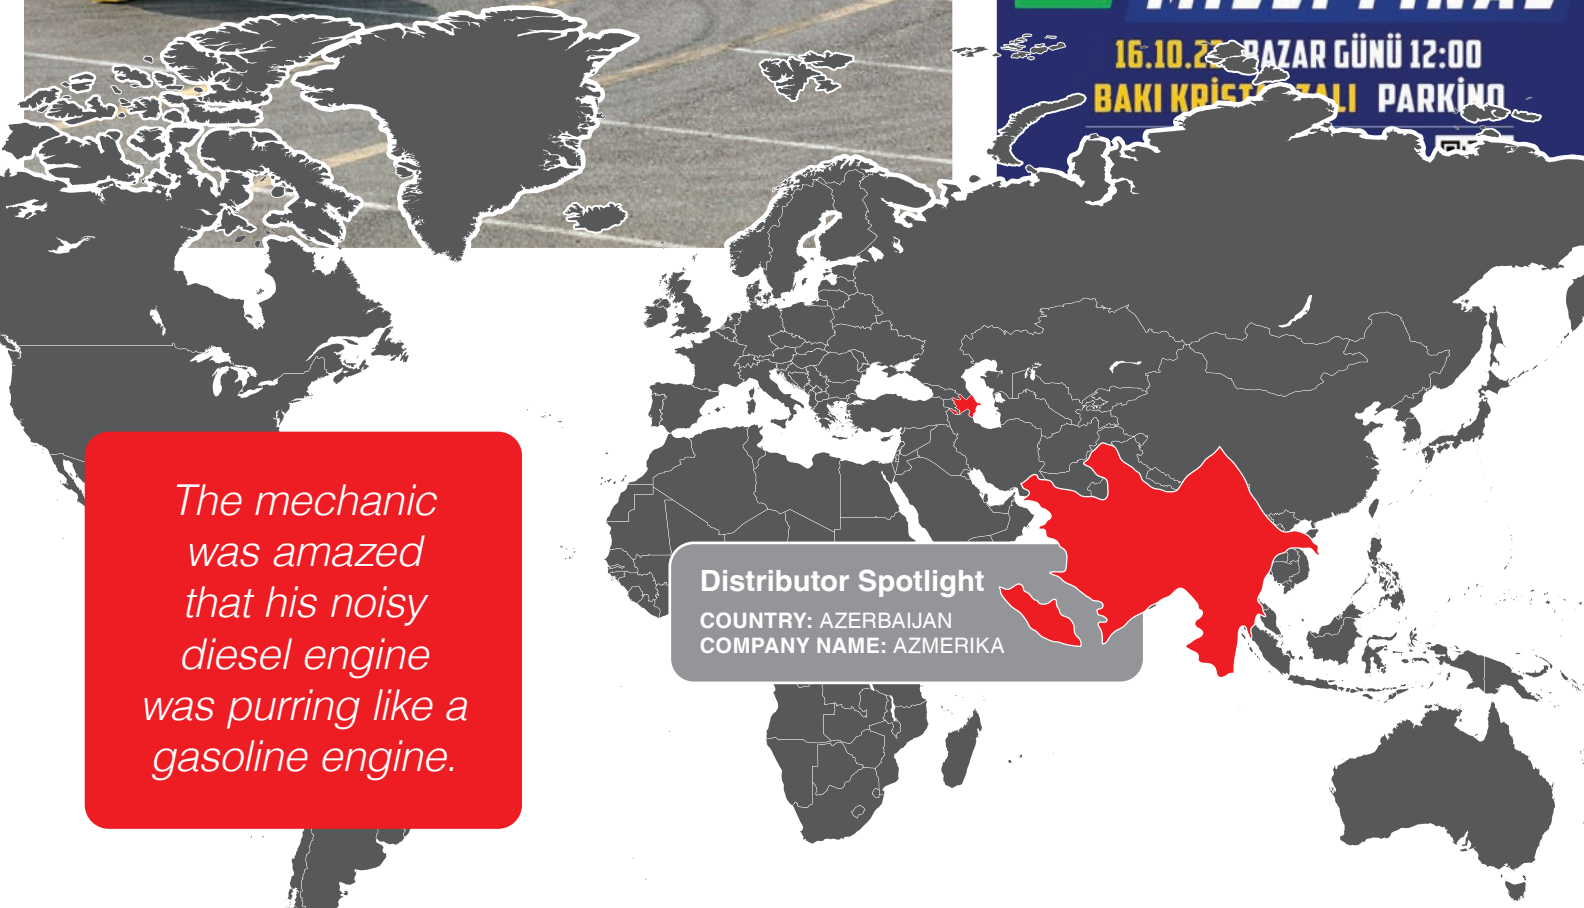 PARKİNQ
16.10.2 BAZAR GÜNÜ 12:00
BAKI
The mechanic
was amazed
that his noisy
diesel engine
was purring like a
gasoline engine.
Distributor Spotlight
COUNTRY: AZERBAIJAN
COMPANY NAME: AZMERIKA